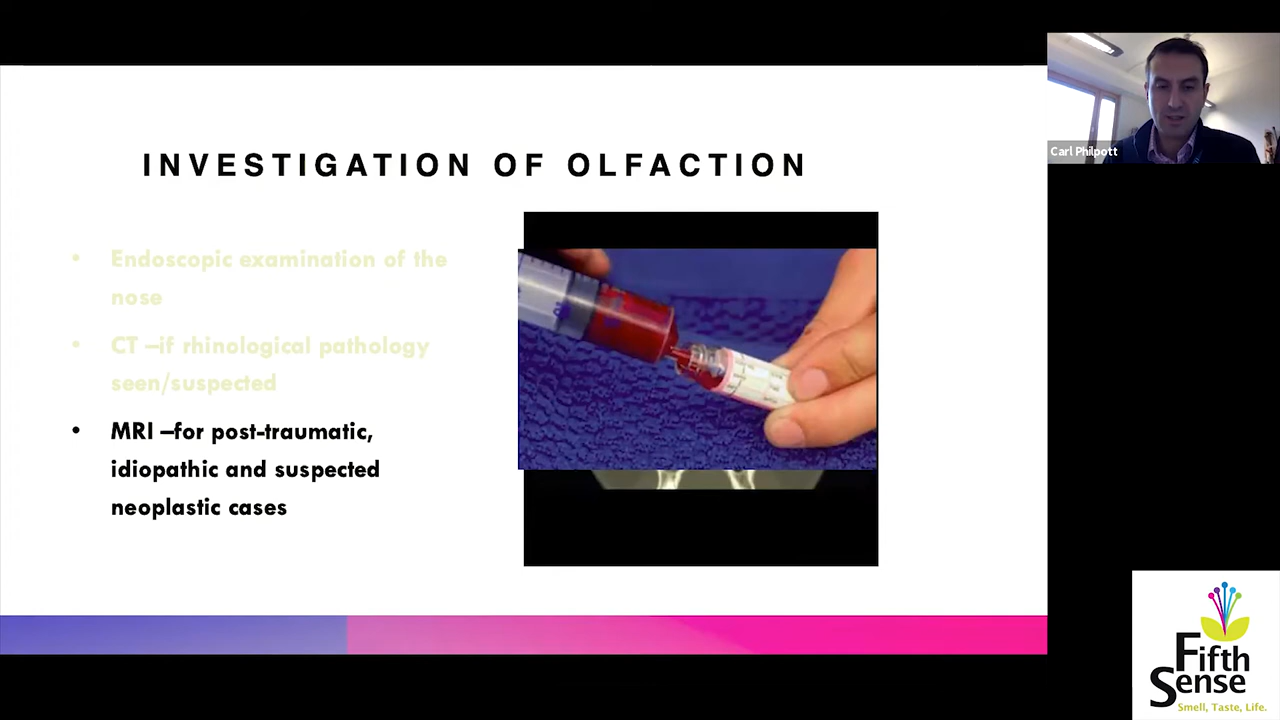 INVESTIGATION OF OLFACTION
• Endoscopic examination of the
nose
• CT –if rhinological pathology
seen/suspected
• MRI –for post-traumatic,
idiopathic and suspected
neoplastic cases
Carl Philpott
Fifth
Sense
Smell, Taste, Life.